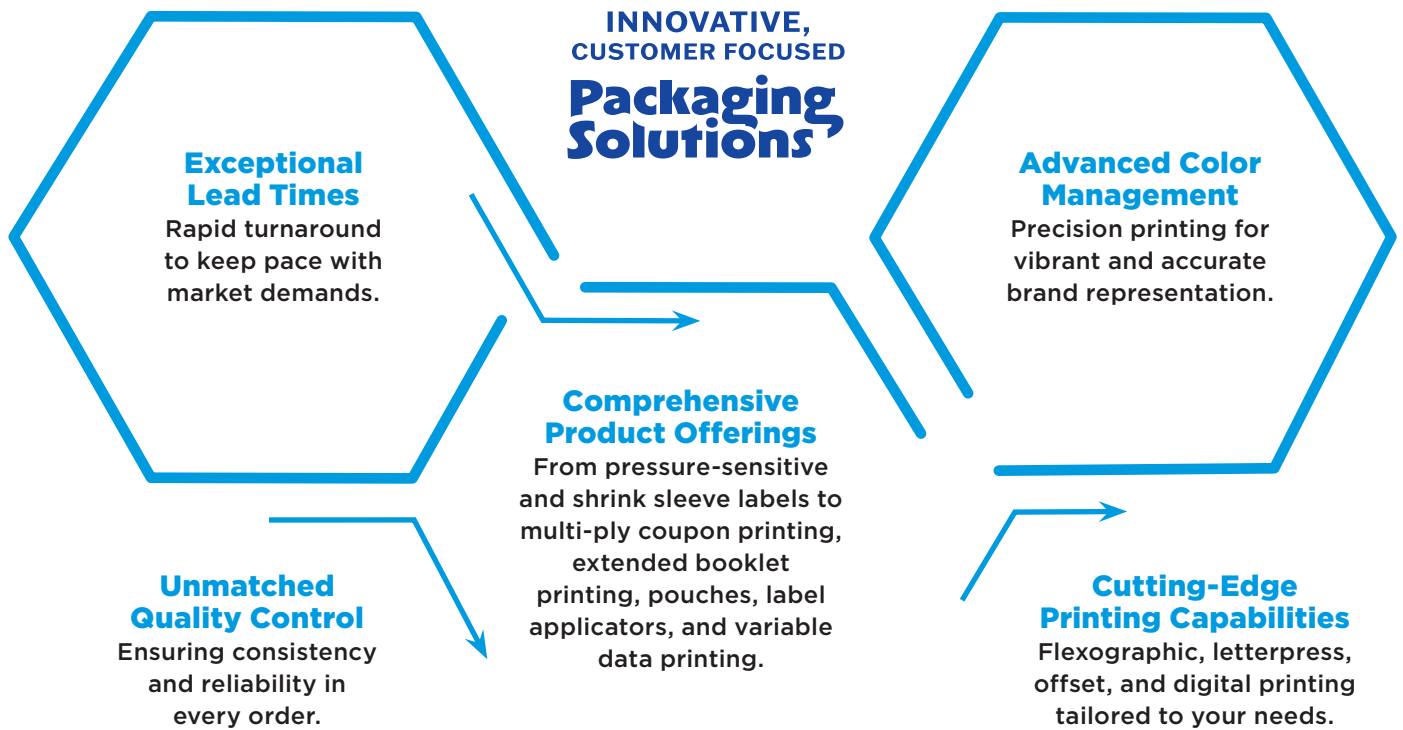 INNOVATIVE,
CUSTOMER FOCUSED
Packaging
Solutions
Exceptional
Lead Times
Rapid turnaround
to keep pace with
market demands.
Advanced Color
Management
Precision printing for
vibrant and accurate
brand representation.
Comprehensive
Product Offerings
From pressure-sensitive
and shrink sleeve labels to
multi-ply coupon printing,
extended booklet
printing, pouches, label
applicators, and variable
data printing.
Unmatched
Quality Control
Ensuring consistency
and reliability in
every order.
Cutting-Edge
Printing Capabilities
Flexographic, letterpress,
offset, and digital printing
tailored to your needs.